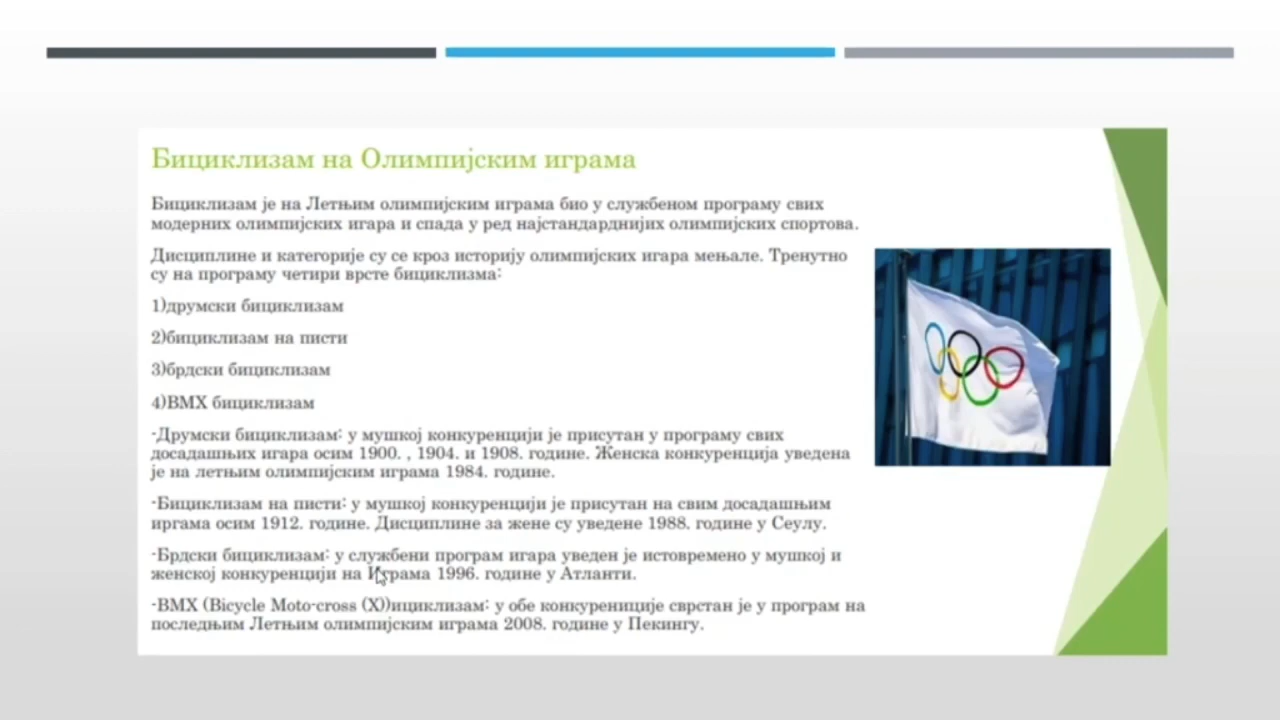 Бициклизам на Олимпијским играма
Бициклизам је на Летњим олимпијским играма био у службеном програму свих
модерних олимпијских игара и спада у ред најстандарднијих олимпијских спортова.
Дисциплине и категорије су се кроз историју олимпијских игара мењале. Тренутно
су на програму четири врсте бициклизма:
1)друмски бициклизам
2)бициклизам на писти
3)брдски бициклизам
4)BMX бициклизам
-Друмски бициклизам: у мушкој конкуренцији је присутан у програму свих
досадашњих игара осим 1900. , 1904. и 1908. године. Женска конкуренција уведена
је на летњим олимпијским играма 1984. године.
-Бициклизам на писти: у мушкој конкуренцији је присутан на свим досадашњим
иргама осим 1912. године. Дисциплине за жене су уведене 1988. године у Сеулу.
-Брдски бициклизам: у службени програм игара уведен је истовремено у мушкој и
женској конкуренцији на Играма 1996. године у Атланти.
-BMX (Bicycle Moto-cross (X))ициклизам: у обе конкурениције сврстан је у програм на
последњим Летњим олимпијским играма 2008. године у Пекингу.